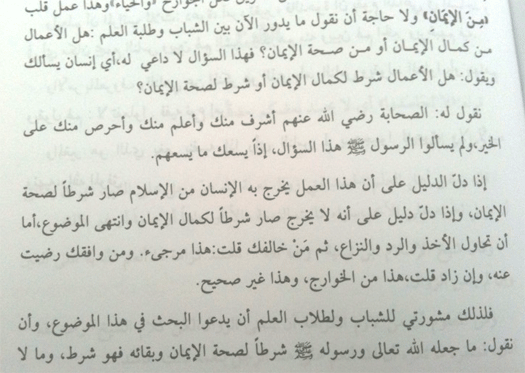 «مِنَ الإِيمَانِ» ولا حاجة أن نقول ما يدور الآن بين الشباب وطلبة العلم :هل الأعمال
من كمال الإيمان أو من صحة الإيمان؟ فهذا السؤال لا داعي له،أي إنسان يسألك
ويقول: هل الأعمال شرط لكمال الإيمان أو شرط لصحة الإيمان؟
نقول له: الصحابة رضي الله عنهم أشرف منك وأعلم منك وأحرص منك على
الخير،ولم يسألوا الرسول ﷺ هذا السؤال، إذاً يسعك ما يسعهم.
إذا دلّ الدليل على أن هذا العمل يخرج به الإنسان من الإسلام صار شرطاً لصحة
الإيمان، وإذا دلّ دليل على أنه لا يخرج صار شرطاً لكمال الإيمان وانتهى الموضوع،أما
أن تحاول الأخذ والرد والنزاع، ثم مَنْ خالفك قلت:هذا مرجىء. ومن وافقك رضيت
عنه، وإن زاد قلت،هذا من الخوارج، وهذا غير صحيح.
فلذلك مشورتي للشباب ولطلاب العلم أن يدعوا البحث في هذا الموضوع، وأن
نقول: ما جعله الله تعالى ورسوله ﷺ شرطاً لصحة الإيمان وبقائه فهو شرط، وما لا